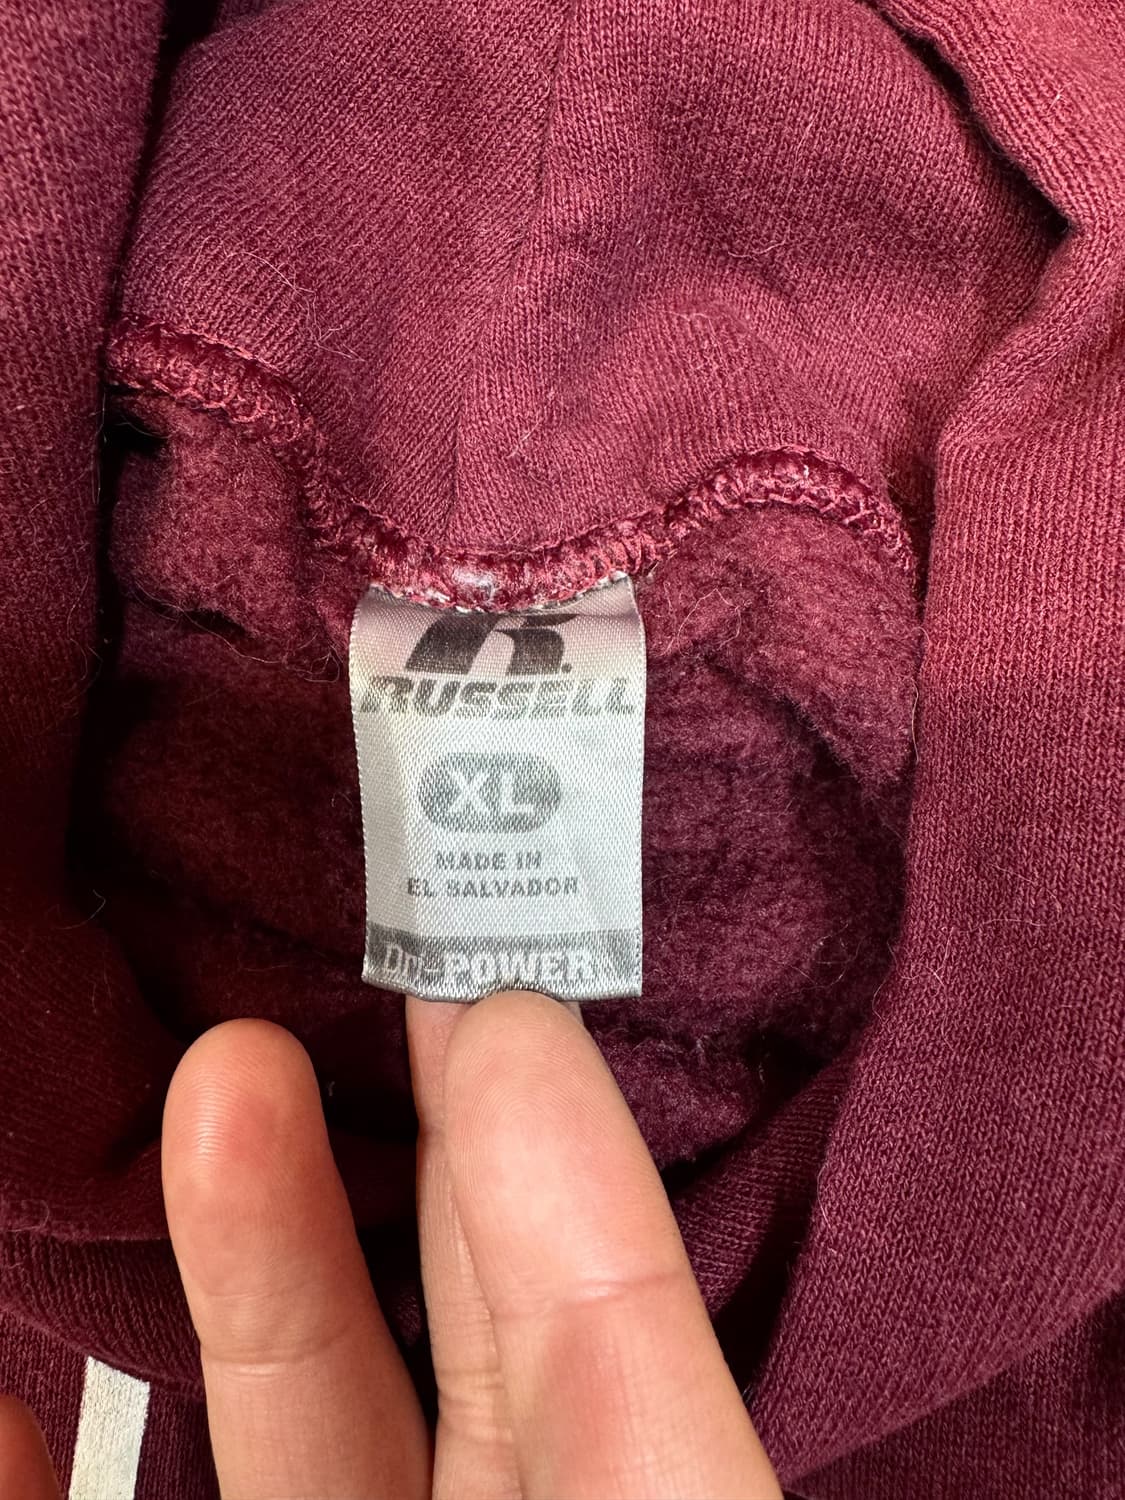 R
RUSSELL
XL
MADE IN
EL SALVADOR
Dri-POWER